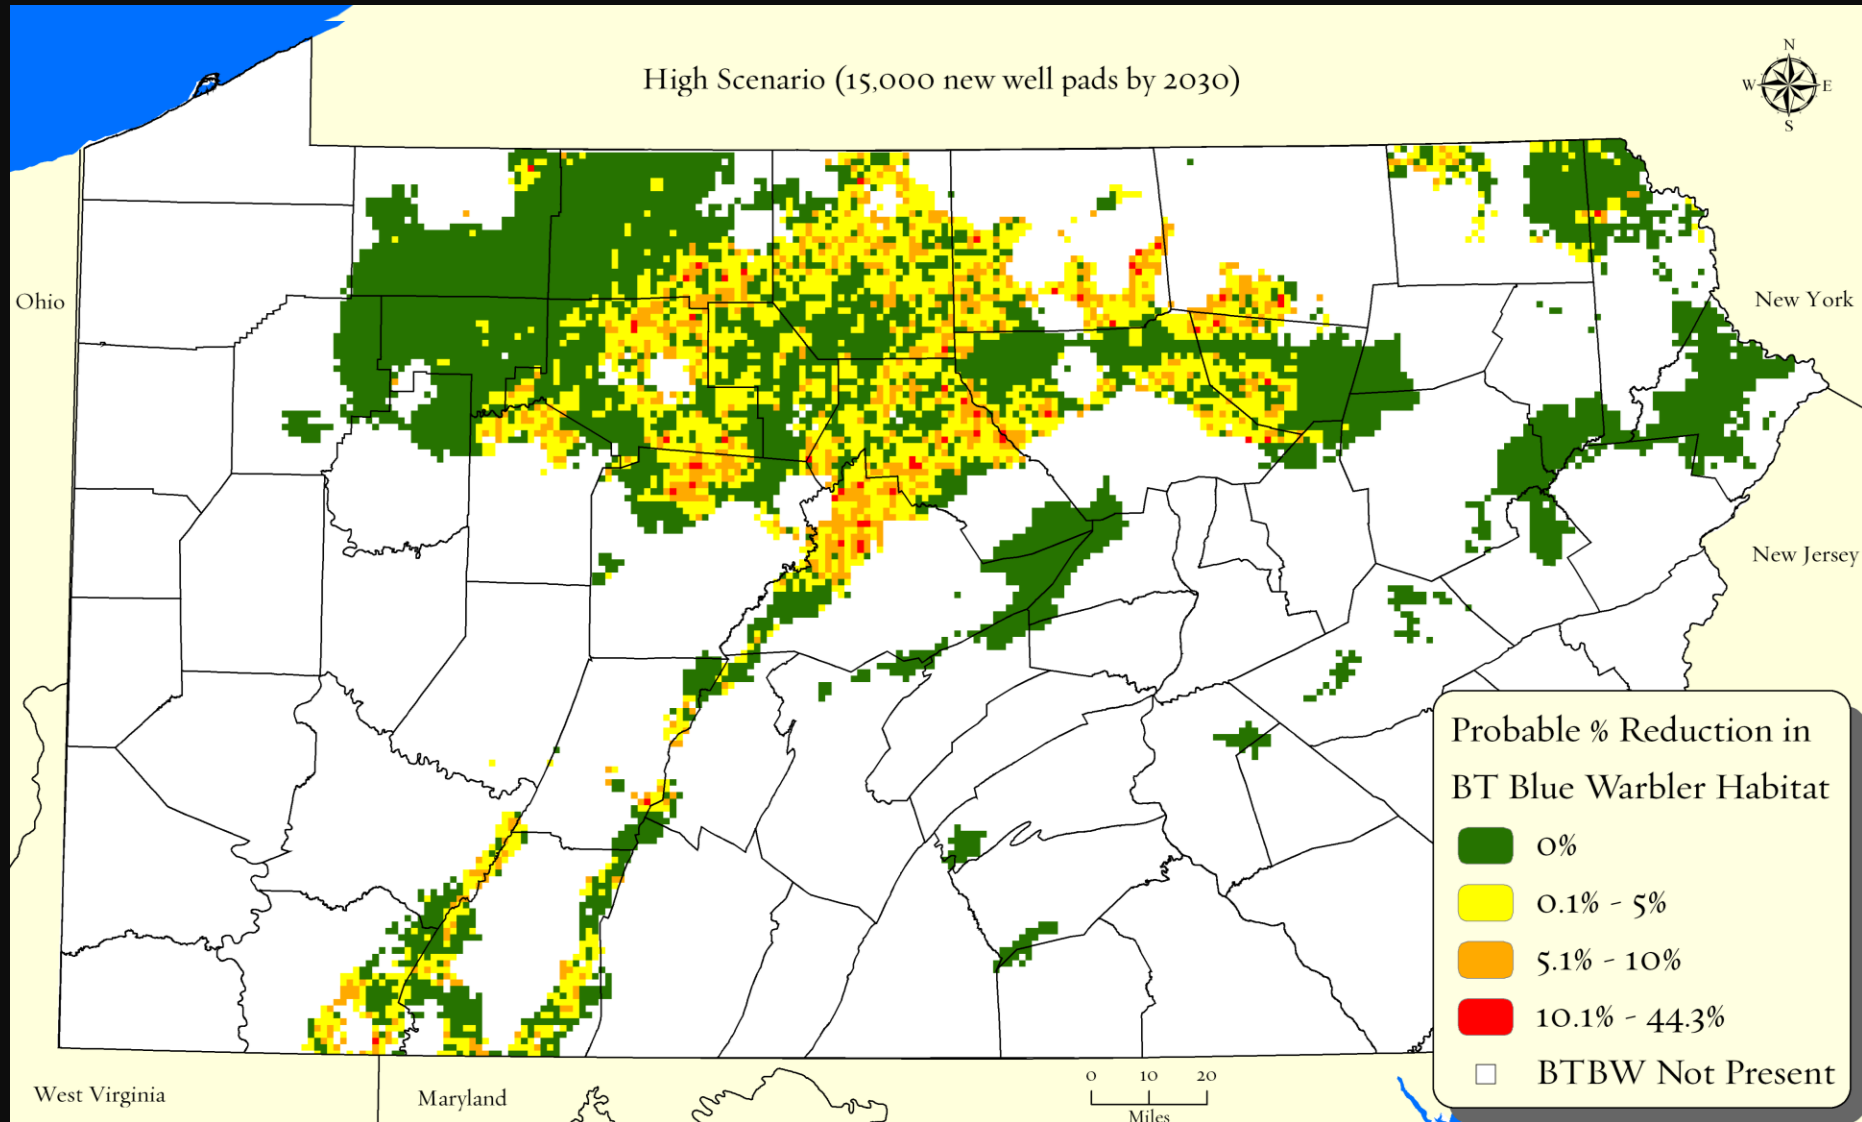 High Scenario (15,000 new well pads by 2030)
N
W
E
S
Ohio
New York
New Jersey
Probable % Reduction in
BT Blue Warbler Habitat
0%
0.1% - 5%
5.1% - 10%
10.1% - 44.3%
BTBW Not Present
West Virginia
Maryland
0 10 20
Miles